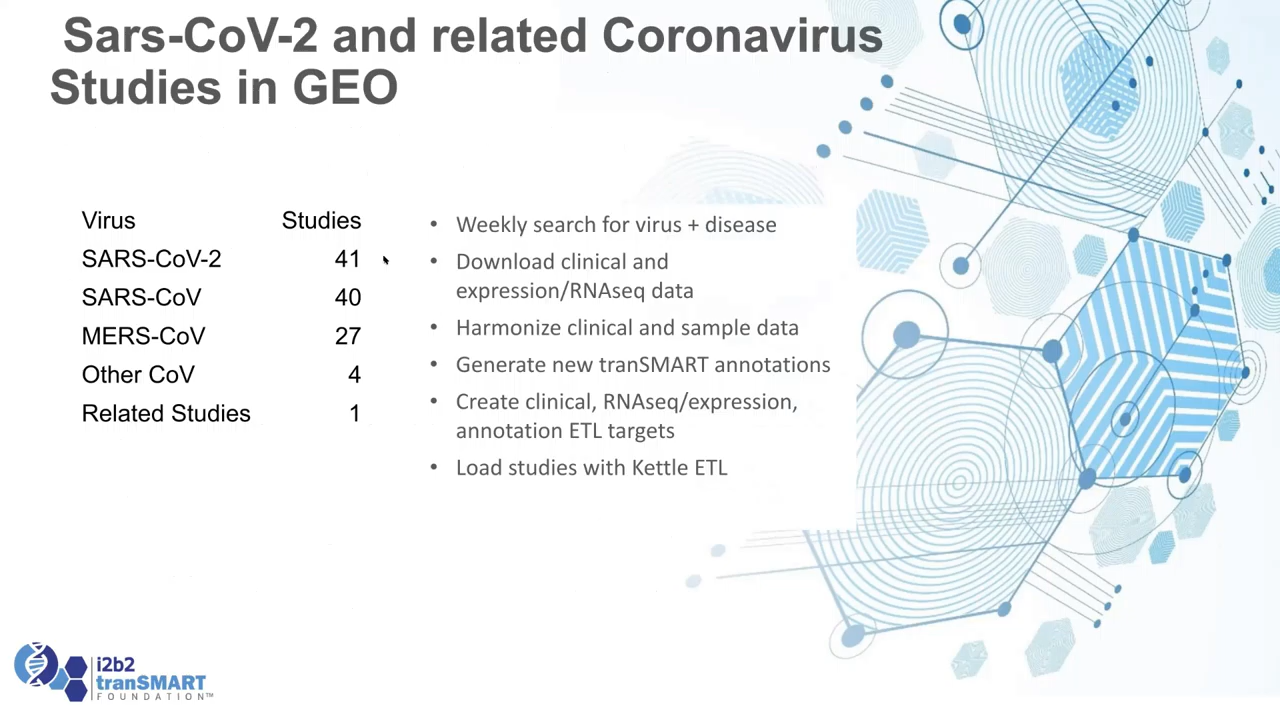 Sars-CoV-2 and related Coronavirus
Studies in GEO
Virus Studies
SARS-CoV-2 41
SARS-CoV 40
MERS-CoV 27
Other CoV 4
Related Studies 1
• Weekly search for virus + disease
• Download clinical and
expression/RNAseq data
• Harmonize clinical and sample data
• Generate new tranSMART annotations
• Create clinical, RNAseq/expression,
annotation ETL targets
• Load studies with Kettle ETL
i2b2
tranSMART
FOUNDATION™